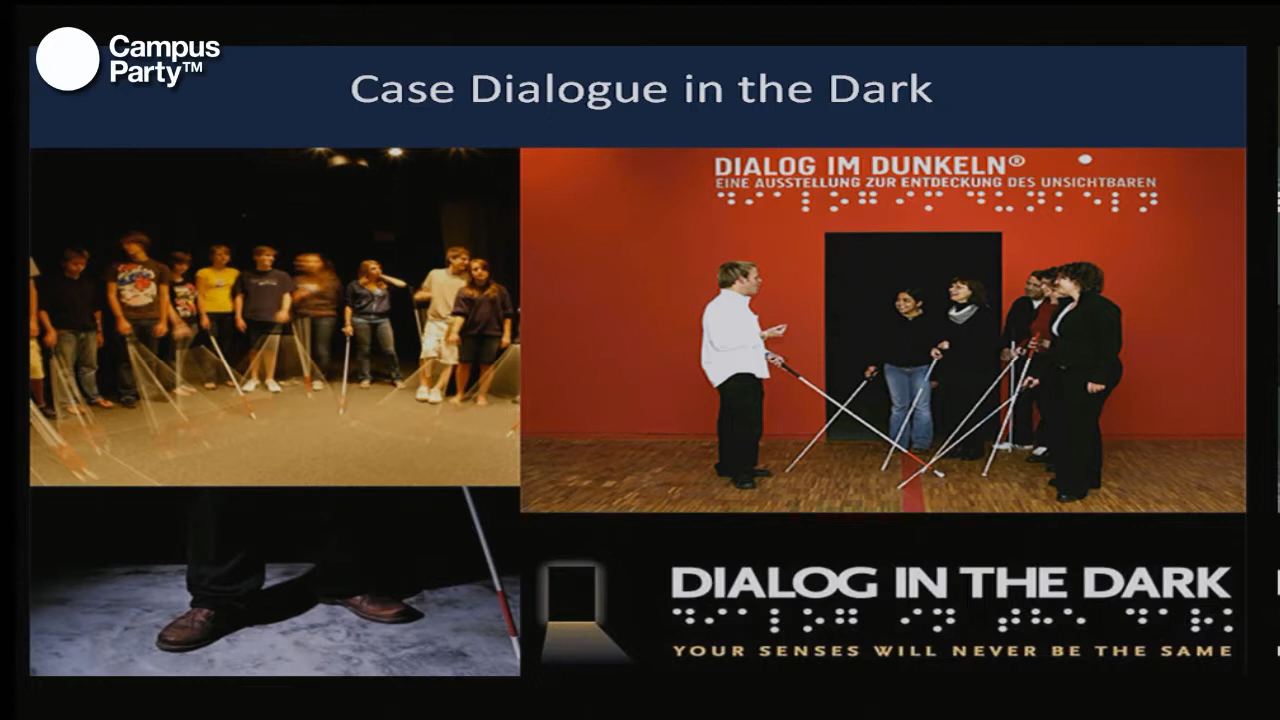 Campus
Party™
Case Dialogue in the Dark
DIALOG IM DUNKELN®
EINE AUSSTELLUNG ZUR ENTDECKUNG DES UNSICHTBAREN
DIALOG IN THE DARK
YOUR SENSES WILL NEVER BE THE SAME